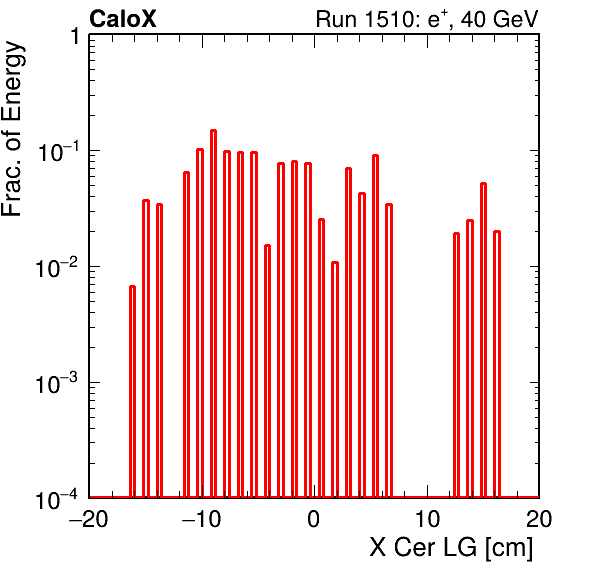 CaloX Run 1510: e⁺, 40 GeV
Frac. of Energy
1
10⁻¹
10⁻²
10⁻³
10⁻⁴
−20 −10 0 10 20
X Cer LG [cm]